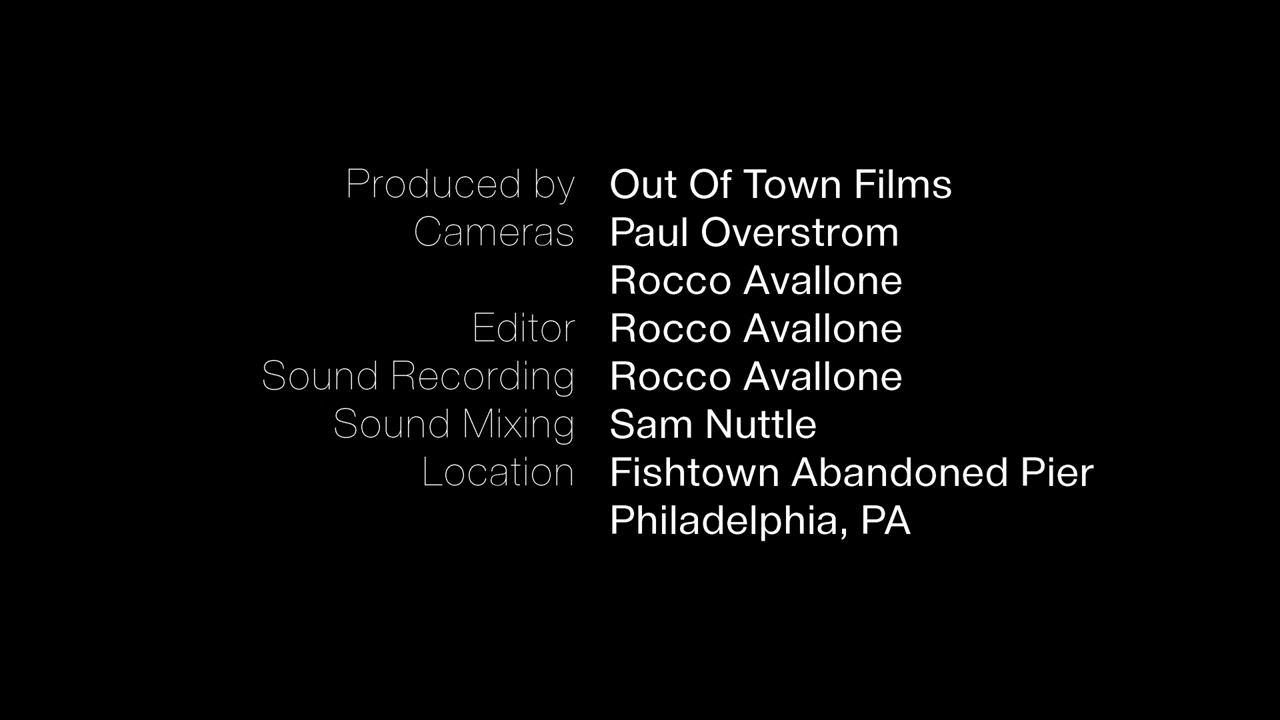 Produced by Out Of Town Films
Cameras Paul Overstrom
Rocco Avallone
Editor Rocco Avallone
Sound Recording Rocco Avallone
Sound Mixing Sam Nuttle
Location Fishtown Abandoned Pier
Philadelphia, PA